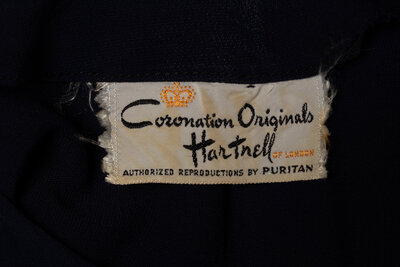 Coronation Originals
Hartnell OF LONDON
AUTHORIZED REPRODUCTIONS BY PURITAN